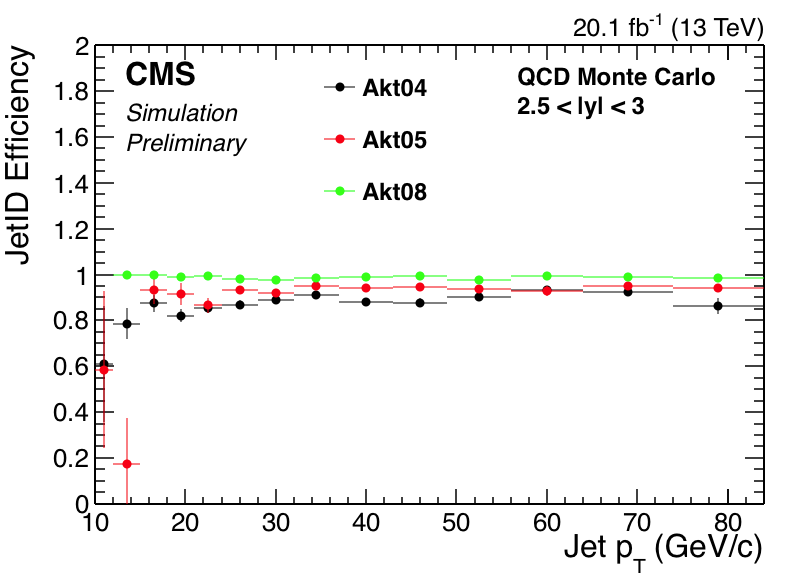 20.1 fb⁻¹ (13 TeV)
CMS
Simulation
Preliminary
Akt04
Akt05
Akt08
QCD Monte Carlo
2.5 < |y| < 3
JetID Efficiency
2
1.8
1.6
1.4
1.2
1
0.8
0.6
0.4
0.2
0
10 20 30 40 50 60 70 80
Jet p_T (GeV/c)